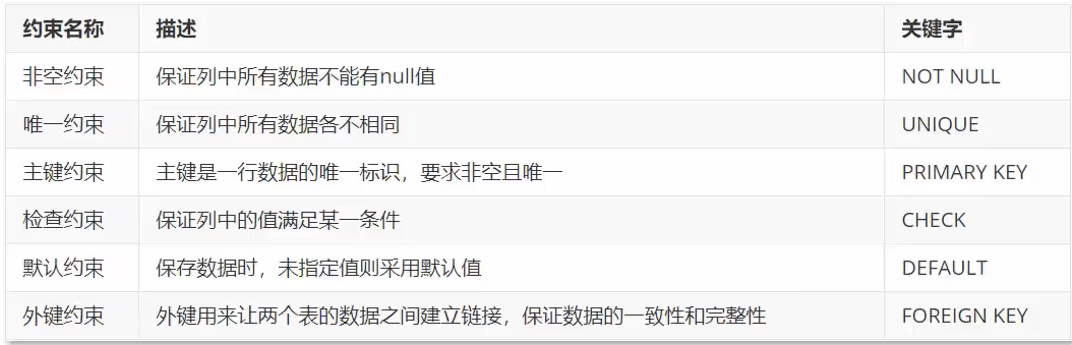 约束名称 描述 关键字
非空约束 保证列中所有数据不能有null值 NOT NULL
唯一约束 保证列中所有数据各不相同 UNIQUE
主键约束 主键是一行数据的唯一标识，要求非空且唯一 PRIMARY KEY
检查约束 保证列中的值满足某一条件 CHECK
默认约束 保存数据时，未指定值则采用默认值 DEFAULT
外键约束 外键用来让两个表的数据之间建立链接，保证数据的一致性和完整性 FOREIGN KEY